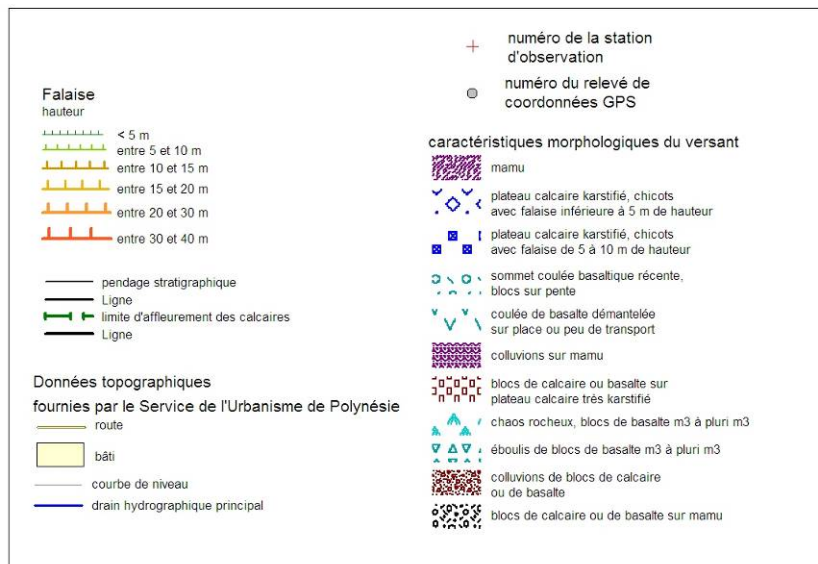 Falaise
hauteur
< 5 m
entre 5 et 10 m
entre 10 et 15 m
entre 15 et 20 m
entre 20 et 30 m
entre 30 et 40 m
pendage stratigraphique
Ligne
limite d'affleurement des calcaires
Ligne
Données topographiques
fournies par le Service de l'Urbanisme de Polynésie
route
bâti
courbe de niveau
drain hydrographique principal
numéro de la station
d'observation
numéro du relevé de
coordonnées GPS
caractéristiques morphologiques du versant
mamu
plateau calcaire karstifié, chicots
avec falaise inférieure à 5 m de hauteur
plateau calcaire karstifié, chicots
avec falaise de 5 à 10 m de hauteur
sommet coulée basaltique récente,
blocs sur pente
coulée de basalte démantelée
sur place ou peu de transport
colluvions sur mamu
blocs de calcaire ou basalte sur
plateau calcaire très karstifié
chaos rocheux, blocs de basalte m3 à pluri m3
éboulis de blocs de basalte m3 à pluri m3
colluvions de blocs de calcaire
ou de basalte
blocs de calcaire ou de basalte sur mamu